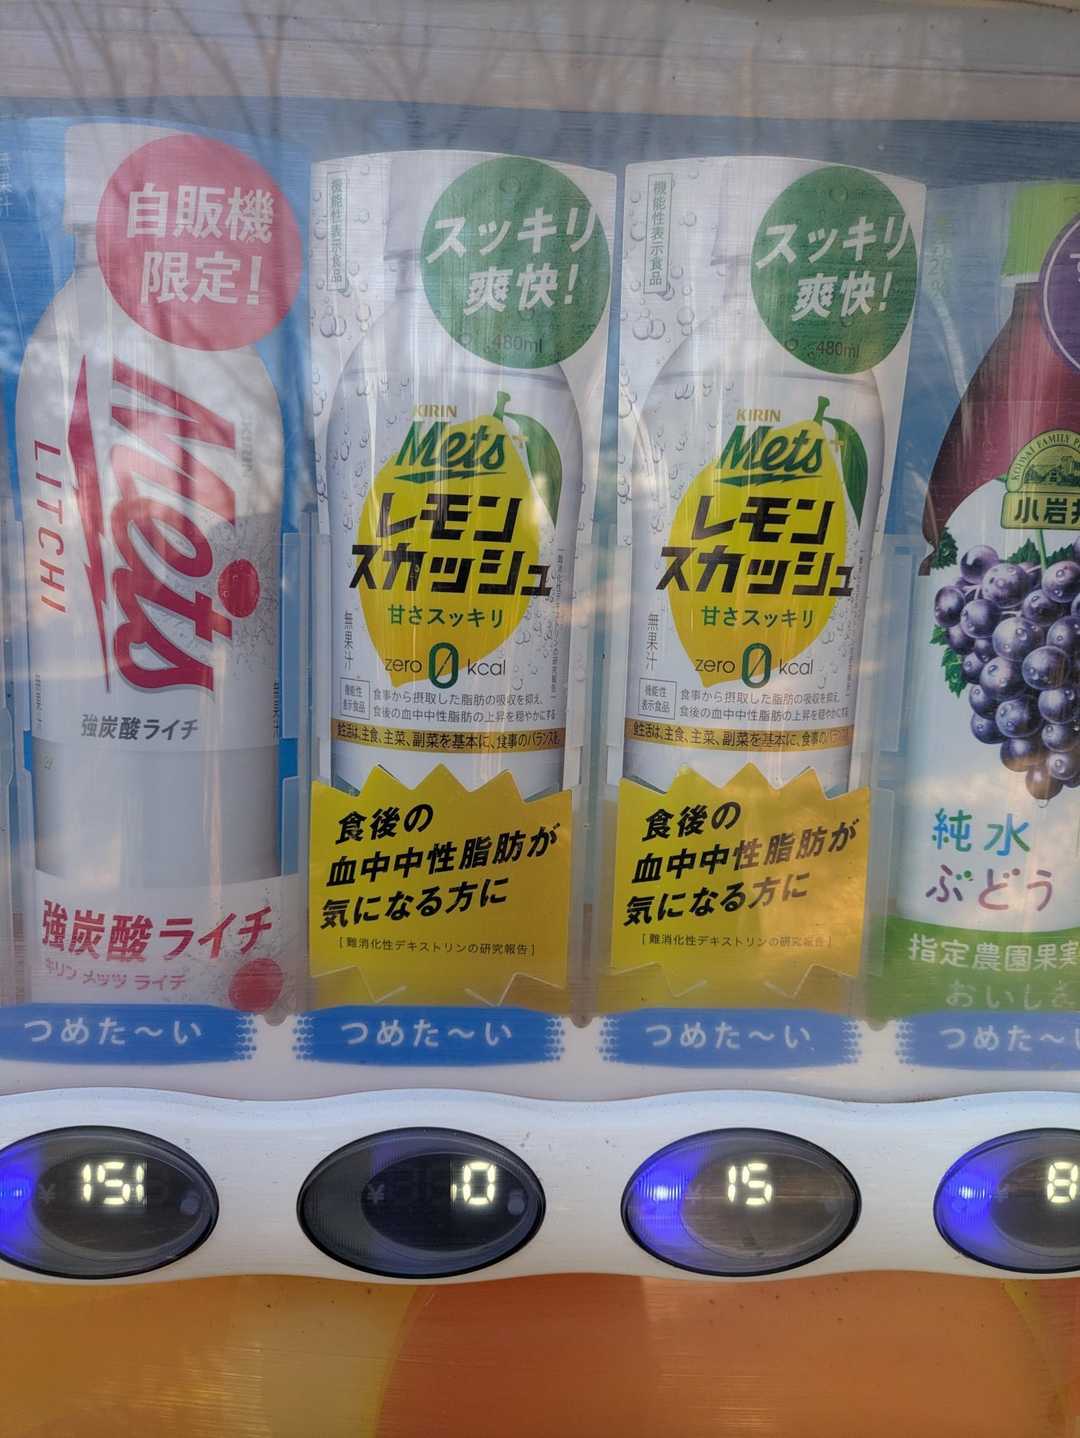 自販機
限定!
Mets
LITCHI
強炭酸ライチ
強炭酸ライチ
キリン メッツ ライチ
つめた〜い
機能性表示食品
スッキリ
爽快!
480ml
KIRIN
Mets+
レモン
スカッシュ
甘さスッキリ
無果汁
zero 0 kcal
機能性
表示食品
食事から摂取した脂肪の吸収を抑え、
食後の血中中性脂肪の上昇を穏やかにする
食生活は、主食、主菜、副菜を基本に、食事のバランスを
食後の
血中中性脂肪が
気になる方に
[難消化性デキストリンの研究報告]
つめた〜い
機能性表示食品
スッキリ
爽快!
480ml
KIRIN
Mets+
レモン
スカッシュ
甘さスッキリ
無果汁
zero 0 kcal
機能性
表示食品
食事から摂取した脂肪の吸収を抑え、
食後の血中中性脂肪の上昇を穏やかにする
食生活は、主食、主菜、副菜を基本に、食事のバラ
食後の
血中中性脂肪が
気になる方に
[難消化性デキストリンの研究報告]
つめた〜い
KOIWAI FAMILY
小岩井
純水
ぶどう
指定農園果実
おいしさ
つめた〜
151
¥ 0
¥ 15
¥ 8